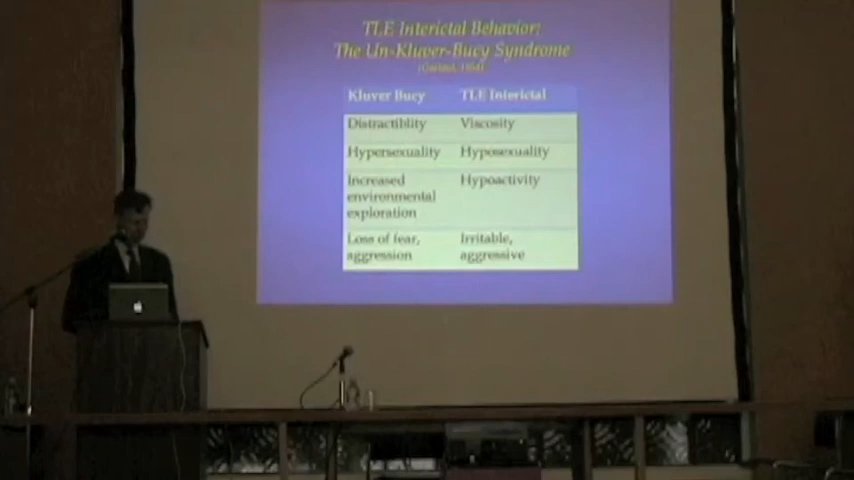 TLE Interictal Behavior:
The Un-Kluver-Bucy Syndrome
Kluver Bucy TLE Interictal
Distractiblity Viscosity
Hypersexuality Hyposexuality
Increased Hypoactivity
environmental
exploration
Loss of fear, Irritable,
aggression aggressive